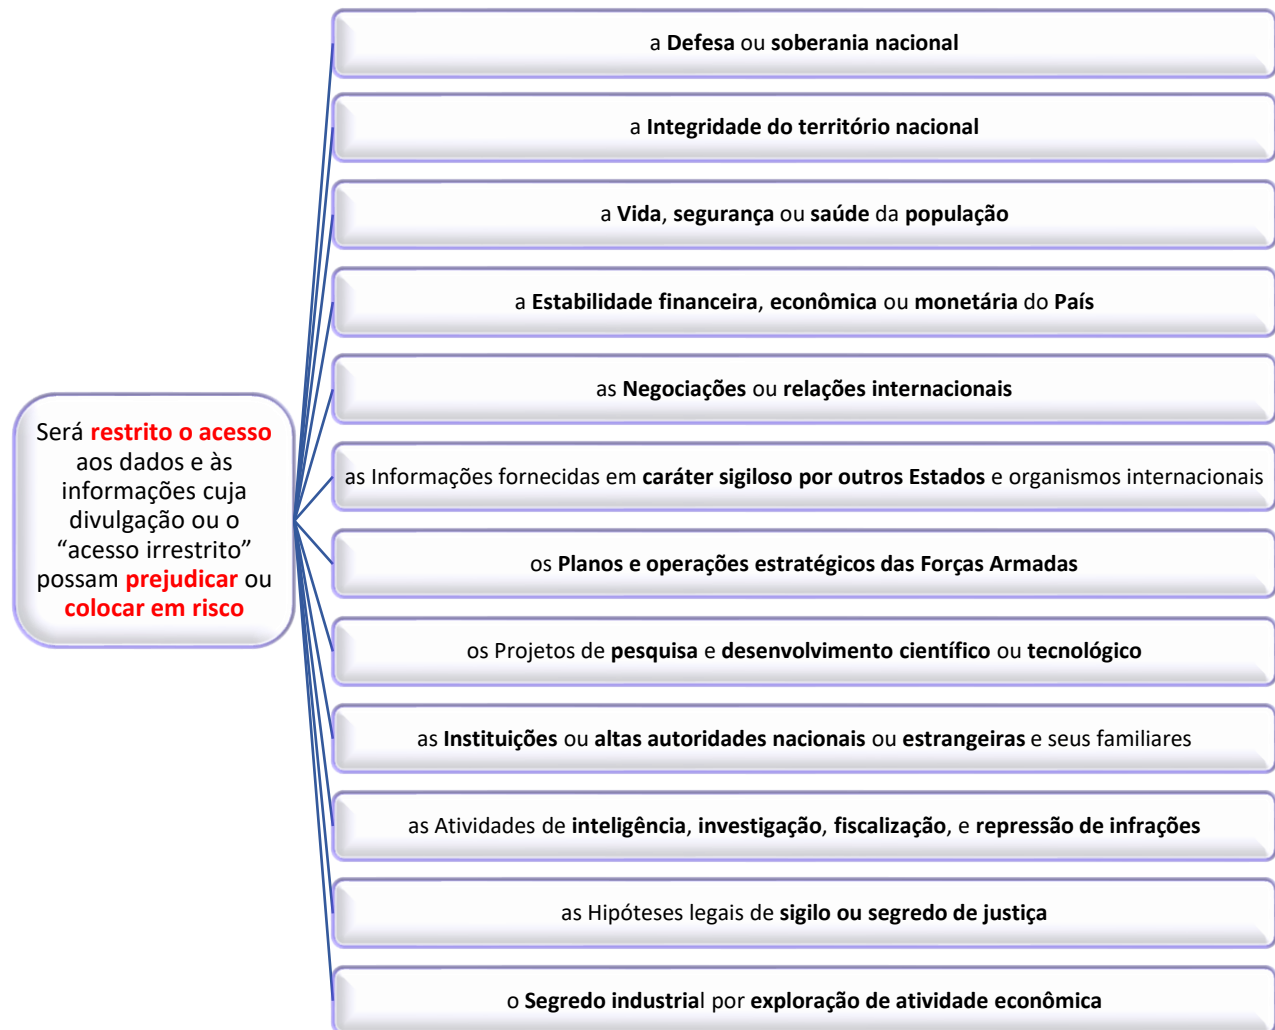 a Defesa ou soberania nacional
a Integridade do território nacional
a Vida, segurança ou saúde da população
a Estabilidade financeira, econômica ou monetária do País
as Negociações ou relações internacionais
Será restrito o acesso
aos dados e às
informações cuja
divulgação ou o
“acesso irrestrito”
possam prejudicar ou
colocar em risco
as Informações fornecidas em caráter sigiloso por outros Estados e organismos internacionais
os Planos e operações estratégicos das Forças Armadas
os Projetos de pesquisa e desenvolvimento científico ou tecnológico
as Instituições ou altas autoridades nacionais ou estrangeiras e seus familiares
as Atividades de inteligência, investigação, fiscalização, e repressão de infrações
as Hipóteses legais de sigilo ou segredo de justiça
o Segredo industrial por exploração de atividade econômica